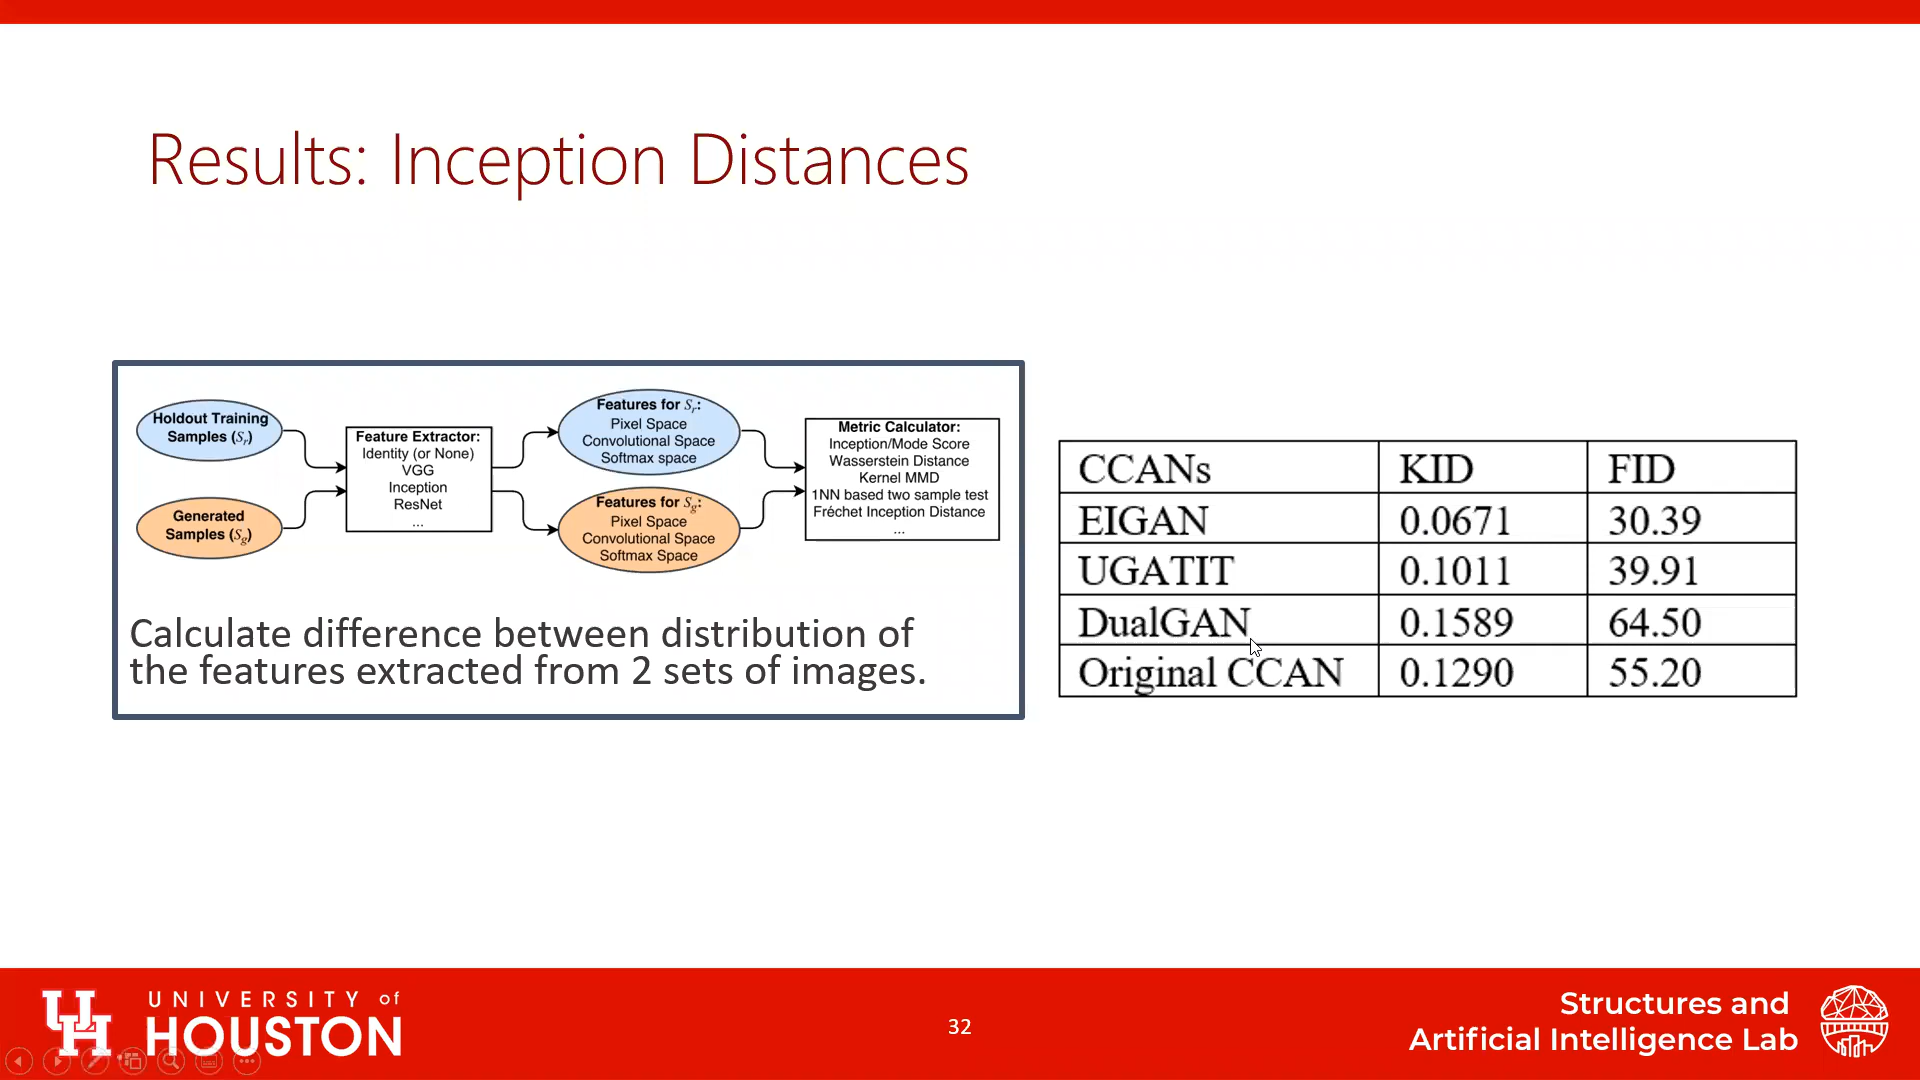 Results: Inception Distances
Holdout Training
Samples (Sr)
Generated
Samples (Sg)
Feature Extractor:
Identity (or None)
VGG
Inception
ResNet
...
Features for Sr:
Pixel Space
Convolutional Space
Softmax space
Features for Sg:
Pixel Space
Convolutional Space
Softmax Space
Metric Calculator:
Inception/Mode Score
Wasserstein Distance
Kernel MMD
1NN based two sample test
Fréchet Inception Distance
...
Calculate difference between distribution of
the features extracted from 2 sets of images.
CCANs KID FID
EIGAN 0.0671 30.39
UGATIT 0.1011 39.91
DualGAN 0.1589 64.50
Original CCAN 0.1290 55.20
UH
UNIVERSITY of
HOUSTON
32
Structures and
Artificial Intelligence Lab